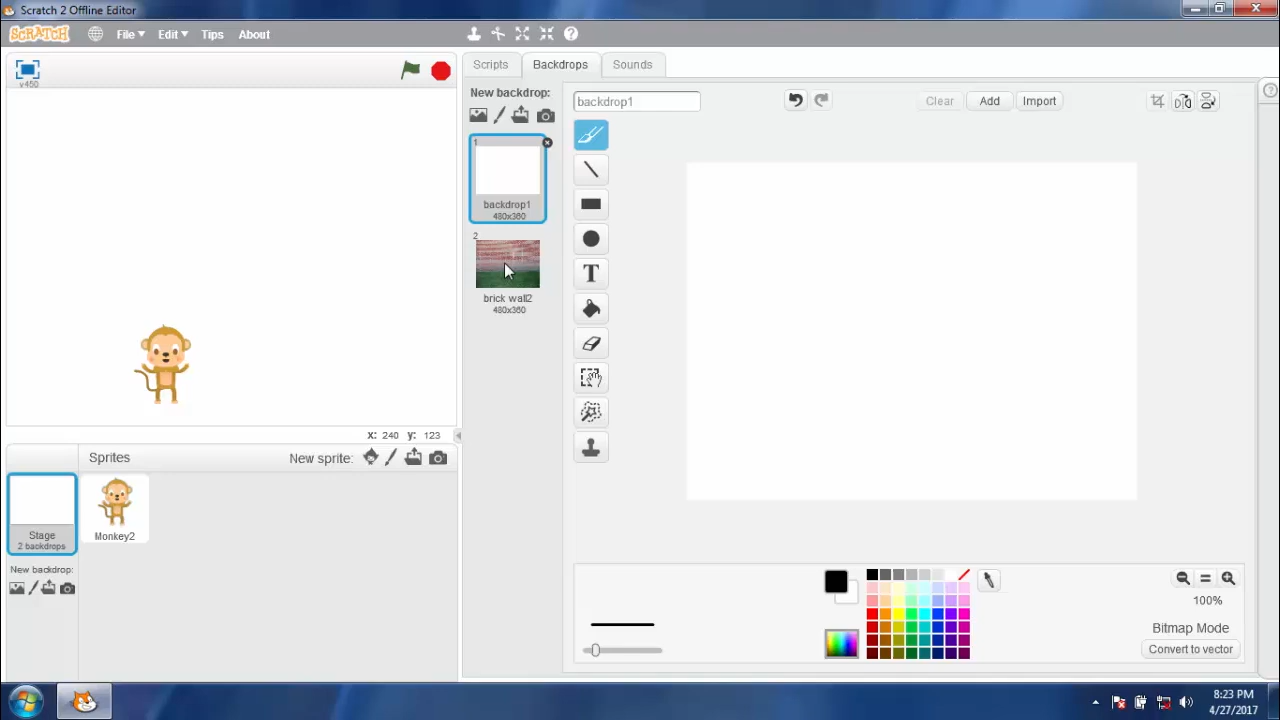 Scratch 2 Offline Editor
SCRATCH File Edit Tips About
v450
Scripts Backdrops Sounds
New backdrop:
backdrop1
Clear Add Import
1
backdrop1
480x360
2
brick wall2
480x360
T
x: 240 y: 123
Sprites New sprite:
Stage
2 backdrops
Monkey2
New backdrop:
100%
Bitmap Mode
Convert to vector
8:23 PM
4/27/2017